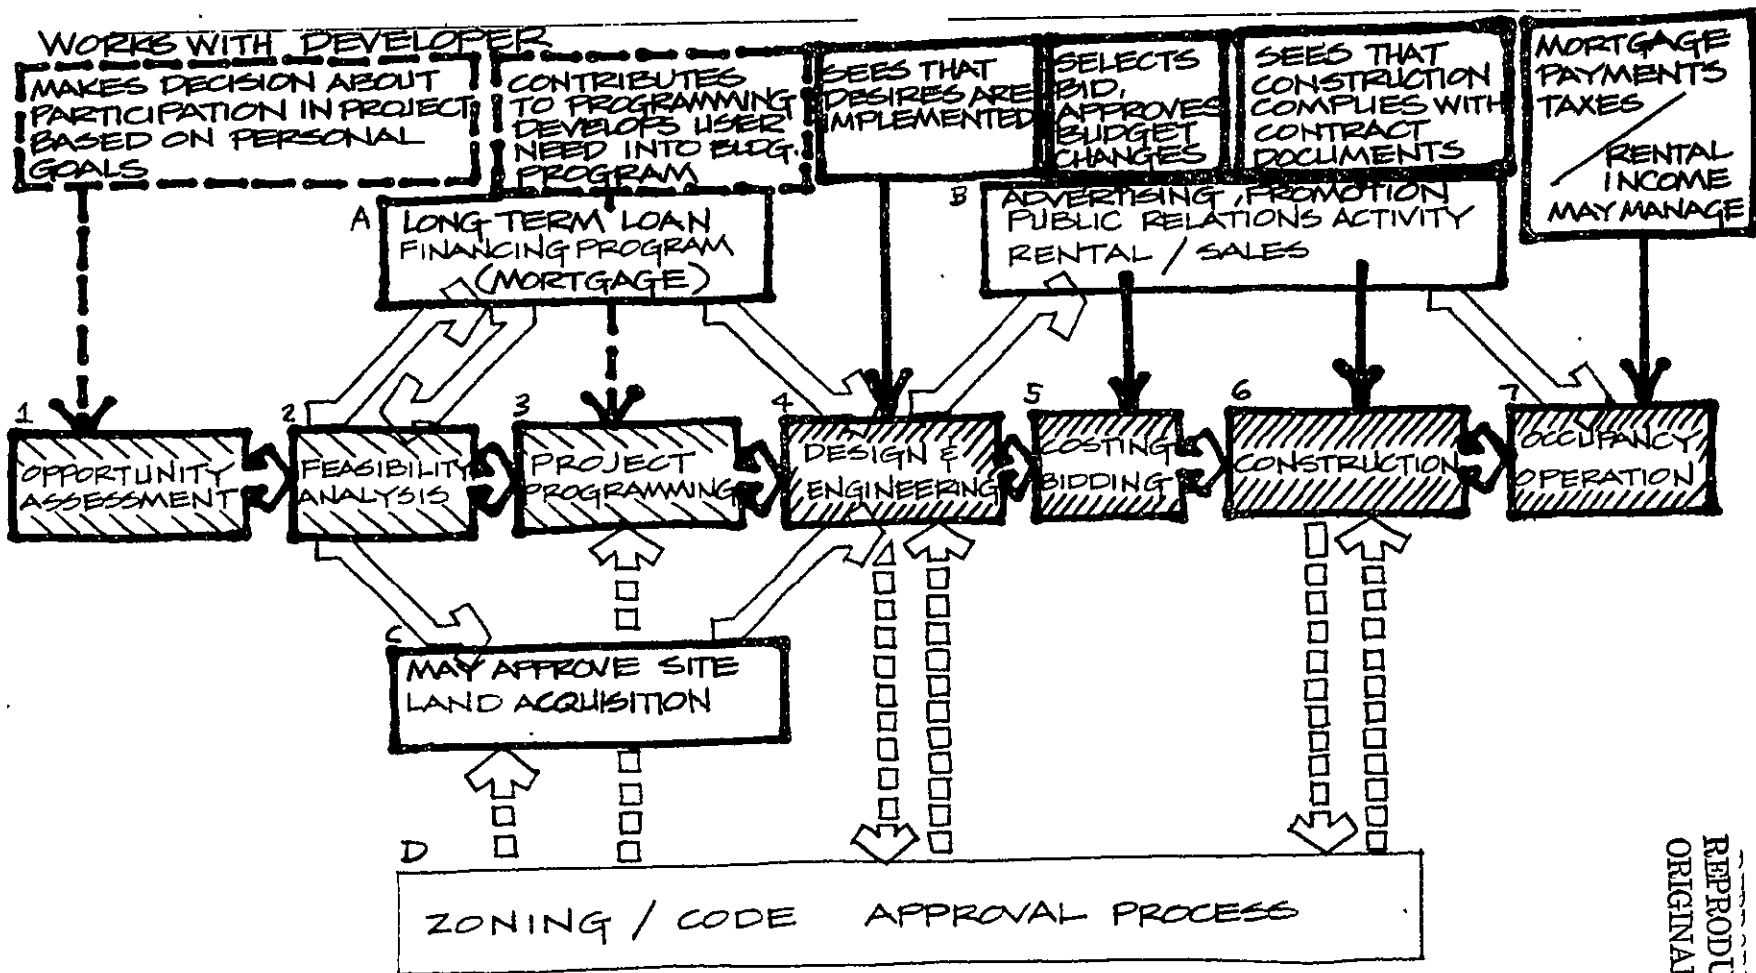 WORKS WITH DEVELOPER
MAKES DECISION ABOUT
PARTICIPATION IN PROJECT
BASED ON PERSONAL
GOALS
CONTRIBUTES
TO PROGRAMMING
DEVELOPS USER
NEED INTO BLDG.
PROGRAM
SEES THAT
DESIRES ARE
IMPLEMENTED
SELECTS
BID,
APPROVES
BUDGET
CHANGES
SEES THAT
CONSTRUCTION
COMPLIES WITH
CONTRACT
DOCUMENTS
MORTGAGE
PAYMENTS
TAXES
RENTAL
INCOME
MAY MANAGE
A
LONG TERM LOAN
FINANCING PROGRAM
(MORTGAGE)
B
ADVERTISING, PROMOTION
PUBLIC RELATIONS ACTIVITY
RENTAL / SALES
1
OPPORTUNITY
ASSESSMENT
2
FEASIBILITY
ANALYSIS
3
PROJECT
PROGRAMMING
4
DESIGN &
ENGINEERING
5
COSTING
BIDDING
6
CONSTRUCTION
7
OCCUPANCY
OPERATION
C
MAY APPROVE SITE
LAND ACQUISITION
D
ZONING / CODE APPROVAL PROCESS